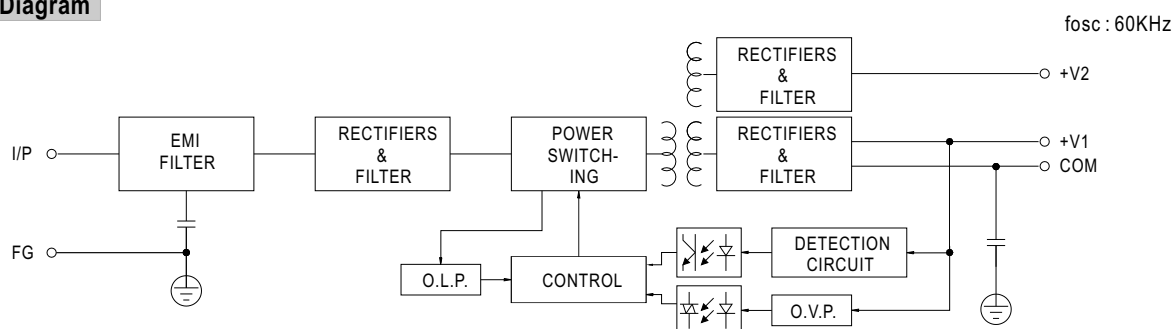 Diagram
fosc : 60KHz
RECTIFIERS
&
FILTER
+V2
I/P
EMI
FILTER
RECTIFIERS
&
FILTER
POWER
SWITCH-
ING
RECTIFIERS
&
FILTER
+V1
COM
FG
O.L.P.
CONTROL
DETECTION
CIRCUIT
O.V.P.